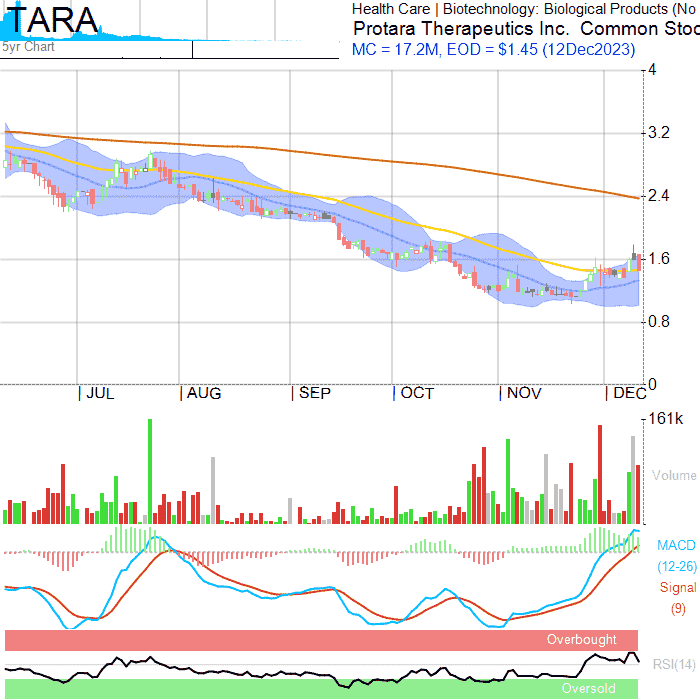 TARA
5yr Chart
Health Care | Biotechnology: Biological Products (No
Protara Therapeutics Inc. Common Stoc
MC = 17.2M, EOD = $1.45 (12Dec2023)
4
3.2
2.4
1.6
0.8
0
| JUL | AUG | SEP | OCT | NOV | DEC
161k
Volume
MACD
(12-26)
Signal
(9)
Overbought
RSI(14)
Oversold